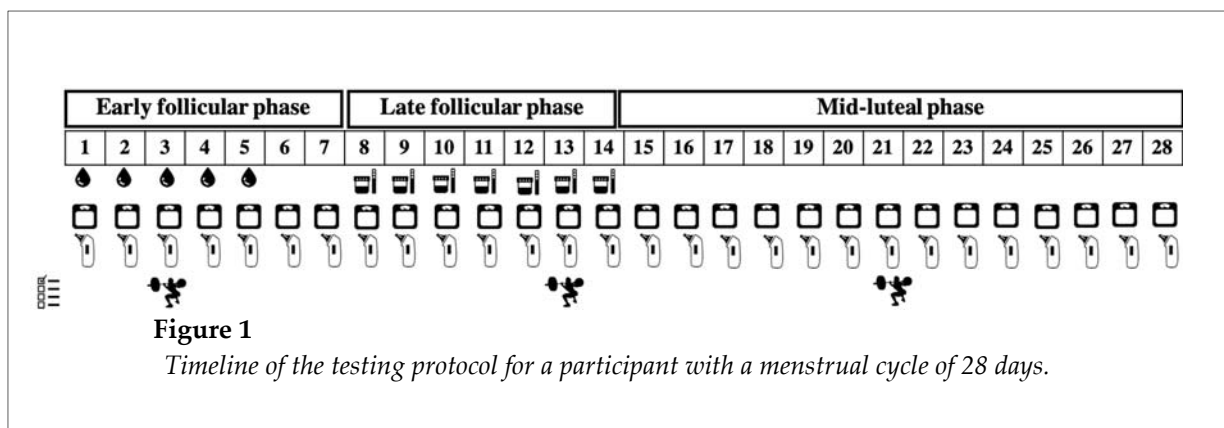 Early follicular phase Late follicular phase Mid-luteal phase
1 2 3 4 5 6 7 8 9 10 11 12 13 14 15 16 17 18 19 20 21 22 23 24 25 26 27 28
Figure 1
Timeline of the testing protocol for a participant with a menstrual cycle of 28 days.